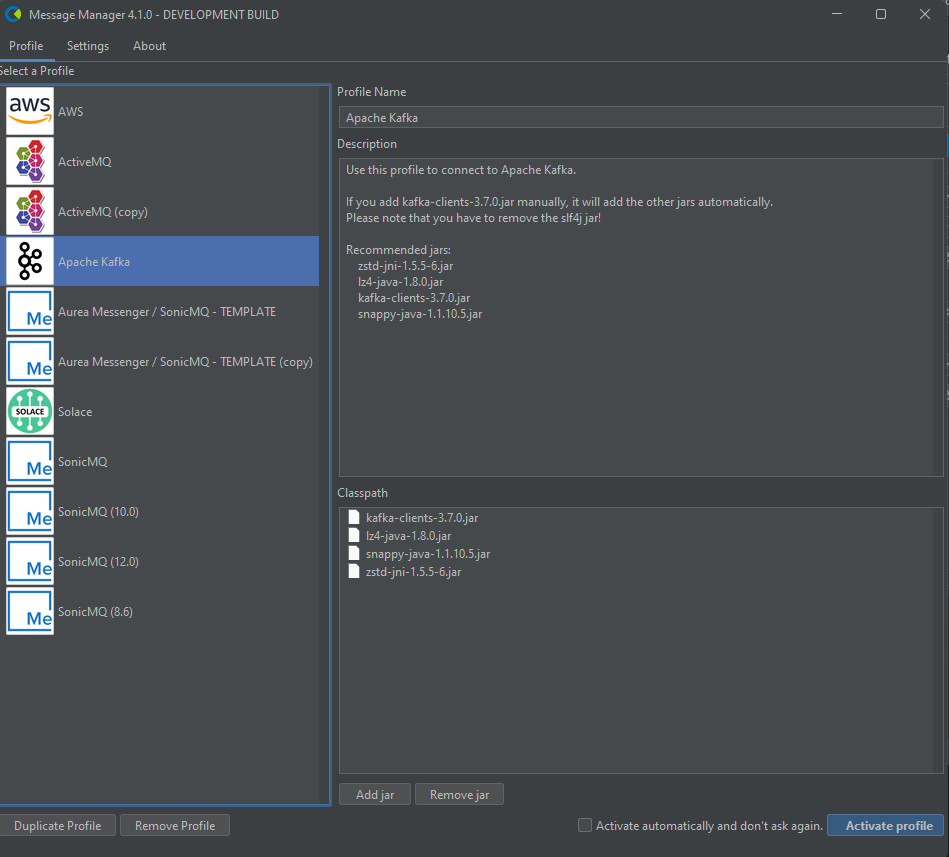 Message Manager 4.1.0 - DEVELOPMENT BUILD
Profile
Settings
About
Select a Profile
aws
AWS
ActiveMQ
ActiveMQ (copy)
Apache Kafka
Me
Aurea Messenger / SonicMQ - TEMPLATE
Me
Aurea Messenger / SonicMQ - TEMPLATE (copy)
SOLACE
Solace
Me
SonicMQ
Me
SonicMQ (10.0)
Me
SonicMQ (12.0)
Me
SonicMQ (8.6)
Duplicate Profile
Remove Profile
Profile Name
Apache Kafka
Description
Use this profile to connect to Apache Kafka.
If you add kafka-clients-3.7.0.jar manually, it will add the other jars automatically.
Please note that you have to remove the slf4j jar!
Recommended jars:
zstd-jni-1.5.5-6.jar
lz4-java-1.8.0.jar
kafka-clients-3.7.0.jar
snappy-java-1.1.10.5.jar
Classpath
kafka-clients-3.7.0.jar
lz4-java-1.8.0.jar
snappy-java-1.1.10.5.jar
zstd-jni-1.5.5-6.jar
Add jar
Remove jar
Activate automatically and don't ask again.
Activate profile